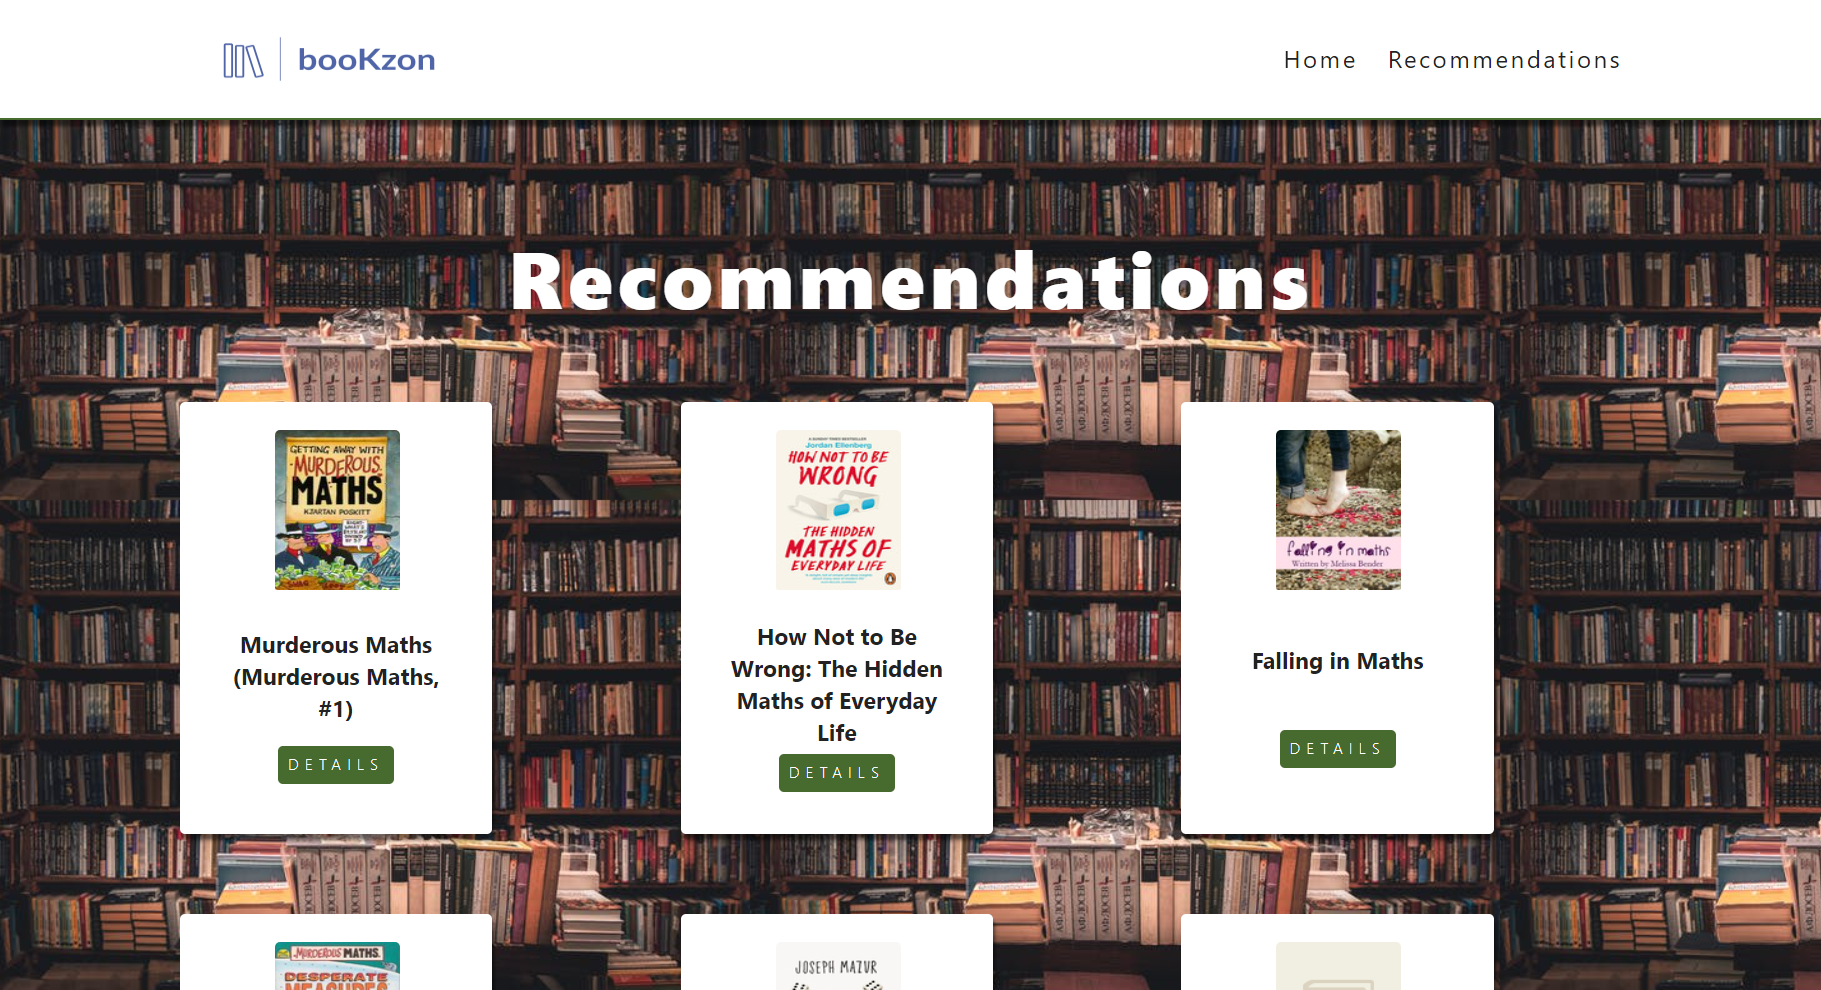 booKzon
Home Recommendations
Recommendations
GETTING AWAY WITH
MURDEROUS
MATHS
KJARTAN POSKITT
Jordan Ellenberg
HOW NOT TO BE
WRONG
THE HIDDEN
MATHS OF
EVERYDAY LIFE
falling in maths
Written by Melissa Bender
Murderous Maths
(Murderous Maths,
#1)
DETAILS
How Not to Be
Wrong: The Hidden
Maths of Everyday
Life
DETAILS
Falling in Maths
DETAILS
MURDEROUS MATHS.
DESPERATE
MEASURES
JOSEPH MAZUR